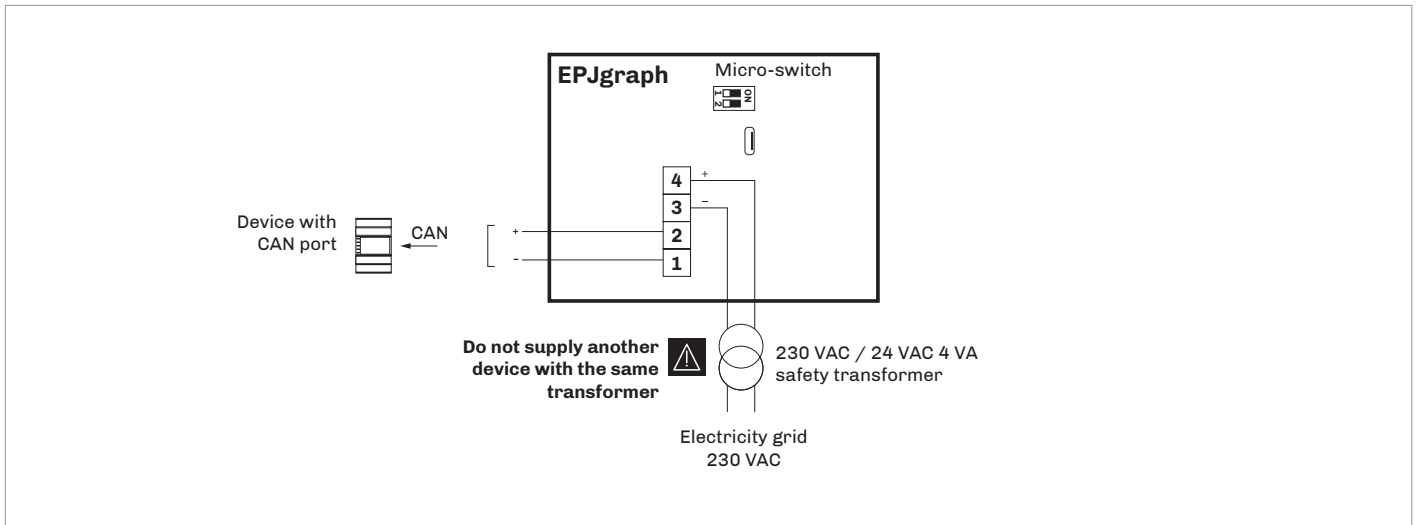 EPJgraph
Micro-switch
1 2 ON
4 +
3 −
Device with
CAN port
CAN
+ 2
- 1
Do not supply another
device with the same
transformer
230 VAC / 24 VAC 4 VA
safety transformer
Electricity grid
230 VAC